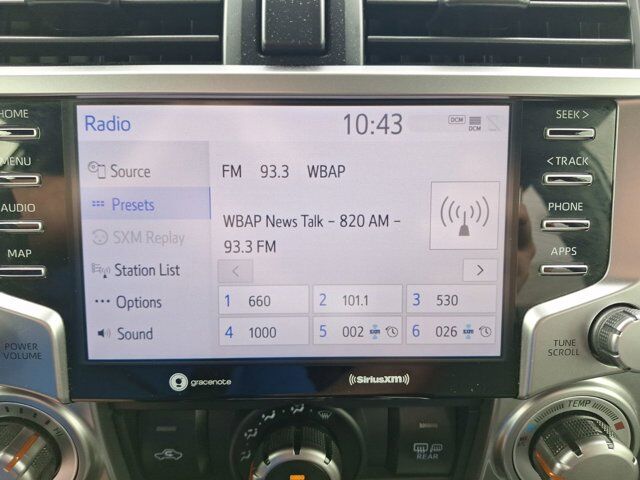 HOME
MENU
AUDIO
MAP
POWER
VOLUME
Radio
10:43
DCM
DCM
Source
Presets
SXM Replay
Station List
Options
Sound
FM 93.3 WBAP
WBAP News Talk - 820 AM -
93.3 FM
<
>
1 660
2 101.1
3 530
4 1000
5 002 SXM
6 026 SXM
gracenote
((SiriusXM))
SEEK >
< TRACK
PHONE
APPS
TUNE
SCROLL
TEMP
REAR